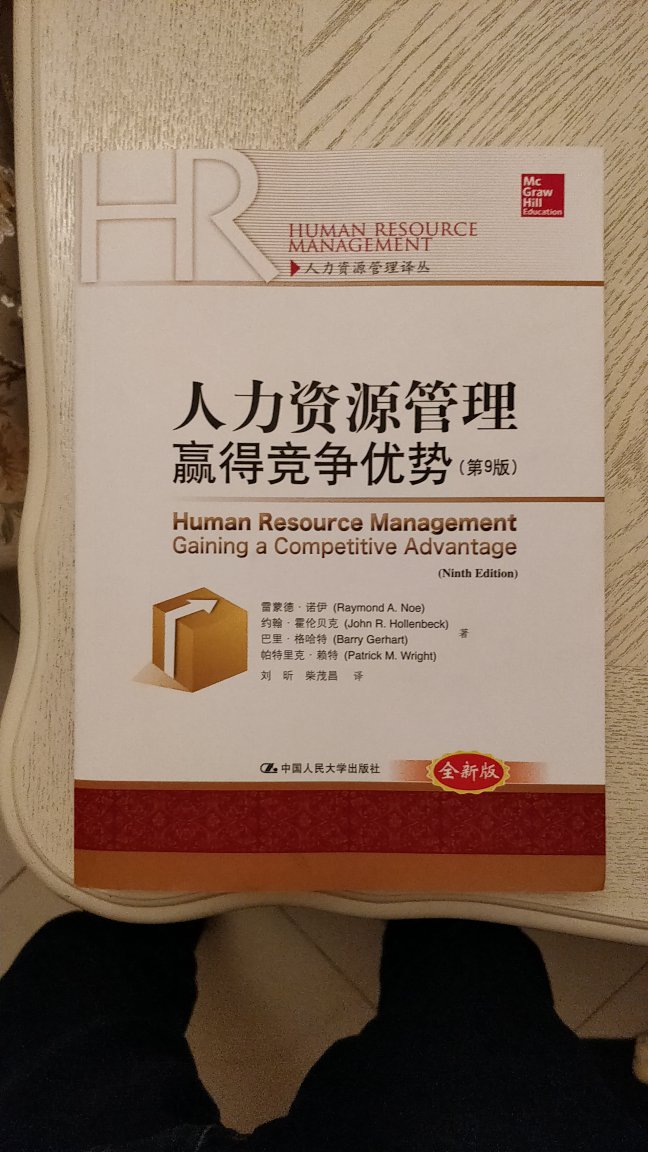 HR
HUMAN RESOURCE
MANAGEMENT
人力资源管理译丛
Mc
Graw
Hill
Education
人力资源管理
赢得竞争优势(第9版)
Human Resource Management
Gaining a Competitive Advantage
(Ninth Edition)
雷蒙德·诺伊 (Raymond A. Noe)
约翰·霍伦贝克 (John R. Hollenbeck)
巴里·格哈特 (Barry Gerhart)
帕特里克·赖特 (Patrick M. Wright)
著
刘 昕 柴茂昌 译
中国人民大学出版社
全新版